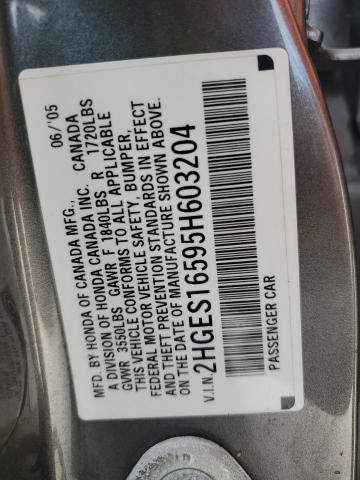 MFD. BY HONDA OF CANADA MFG., 06/'05
A DIVISION OF HONDA CANADA INC. CANADA
GVWR 3550LBS GAWR F 1840LBS R 1720LBS
THIS VEHICLE CONFORMS TO ALL APPLICABLE
FEDERAL MOTOR VEHICLE SAFETY, BUMPER,
AND THEFT PREVENTION STANDARDS IN EFFECT
ON THE DATE OF MANUFACTURE SHOWN ABOVE.
V.I.N. 2HGES16595H603204
PASSENGER CAR